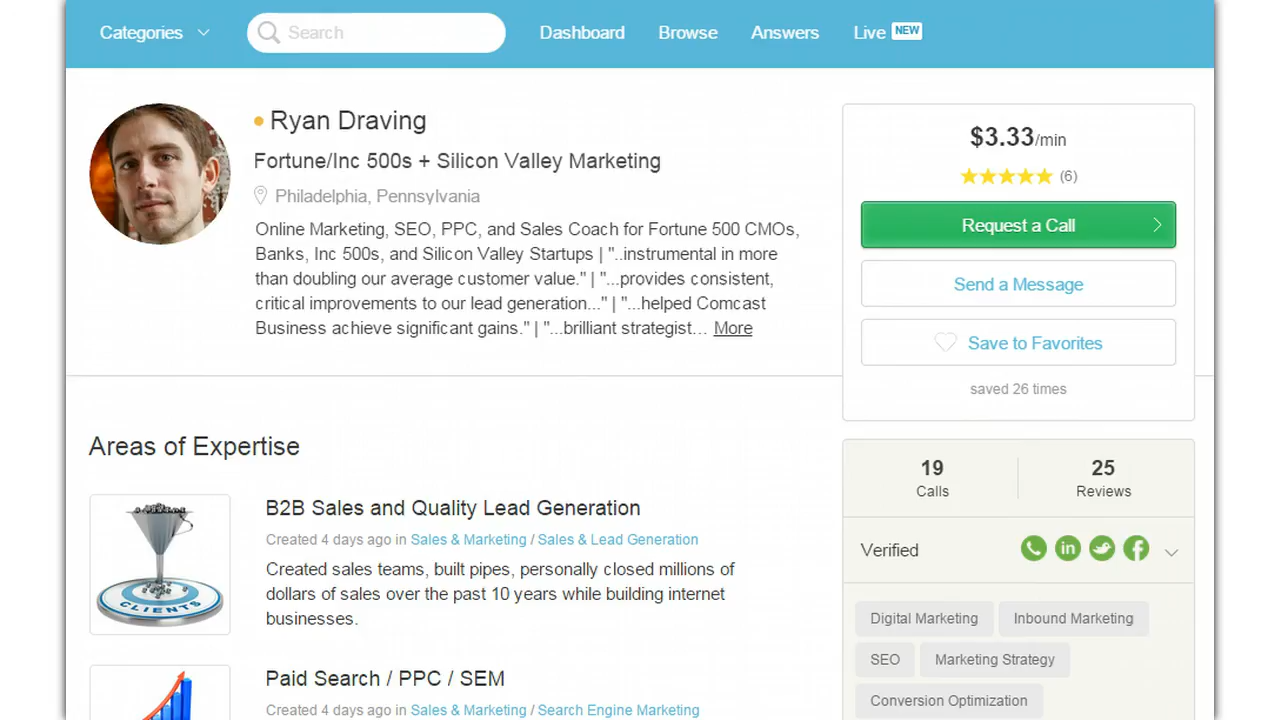 Categories Search Dashboard Browse Answers Live NEW
Ryan Draving
Fortune/Inc 500s + Silicon Valley Marketing
Philadelphia, Pennsylvania
Online Marketing, SEO, PPC, and Sales Coach for Fortune 500 CMOs,
Banks, Inc 500s, and Silicon Valley Startups | "..instrumental in more
than doubling our average customer value." | "...provides consistent,
critical improvements to our lead generation..." | "...helped Comcast
Business achieve significant gains." | "...brilliant strategist... More
$3.33/min
(6)
Request a Call
Send a Message
Save to Favorites
saved 26 times
Areas of Expertise
CLIENTS
B2B Sales and Quality Lead Generation
Created 4 days ago in Sales & Marketing / Sales & Lead Generation
Created sales teams, built pipes, personally closed millions of
dollars of sales over the past 10 years while building internet
businesses.
Paid Search / PPC / SEM
Created 4 days ago in Sales & Marketing / Search Engine Marketing
19 25
Calls Reviews
Verified in f
Digital Marketing Inbound Marketing
SEO Marketing Strategy
Conversion Optimization